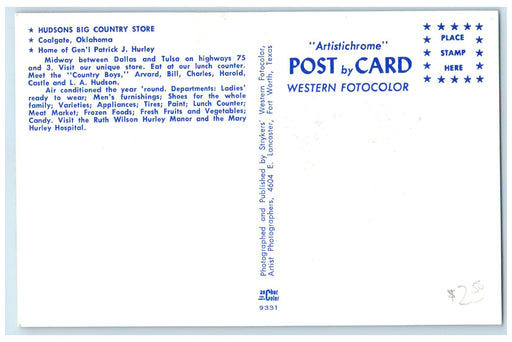 ★ HUDSONS BIG COUNTRY STORE
★ Coalgate, Oklahoma
★ Home of Gen'l Patrick J. Hurley
Midway between Dallas and Tulsa on highways 75
and 3. Visit our unique store. Eat at our lunch counter.
Meet the "Country Boys," Arvard, Bill, Charles, Harold,
Castle and L. A. Hudson.
Air conditioned the year 'round. Departments: Ladies'
ready to wear; Men's furnishings; Shoes for the whole
family; Varieties; Appliances; Tires; Paint; Lunch Counter;
Meat Market; Frozen Foods; Fresh Fruits and Vegetables;
Candy. Visit the Ruth Wilson Hurley Manor and the Mary
Hurley Hospital.
Photographed and Published by Strykers' Western Fotocolor,
Artist Photographers, 4604 E. Lancaster, Fort Worth, Texas
9331
"Artistichrome"
POST by CARD
WESTERN FOTOCOLOR
PLACE
STAMP
HERE
$2.50